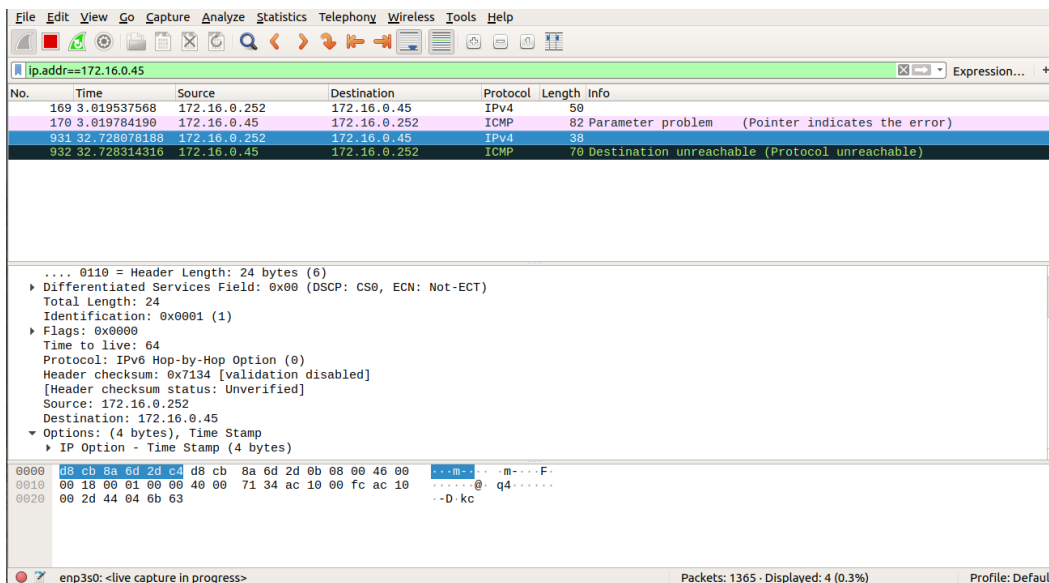 File Edit View Go Capture Analyze Statistics Telephony Wireless Tools Help
ip.addr==172.16.0.45 Expression... +
No. Time Source Destination Protocol Length Info
169 3.019537568 172.16.0.252 172.16.0.45 IPv4 50
170 3.019784190 172.16.0.45 172.16.0.252 ICMP 82 Parameter problem (Pointer indicates the error)
931 32.728078188 172.16.0.252 172.16.0.45 IPv4 38
932 32.728314316 172.16.0.45 172.16.0.252 ICMP 70 Destination unreachable (Protocol unreachable)
.... 0110 = Header Length: 24 bytes (6)
Differentiated Services Field: 0x00 (DSCP: CS0, ECN: Not-ECT)
Total Length: 24
Identification: 0x0001 (1)
Flags: 0x0000
Time to live: 64
Protocol: IPv6 Hop-by-Hop Option (0)
Header checksum: 0x7134 [validation disabled]
[Header checksum status: Unverified]
Source: 172.16.0.252
Destination: 172.16.0.45
Options: (4 bytes), Time Stamp
IP Option - Time Stamp (4 bytes)
0000 d8 cb 8a 6d 2d c4 d8 cb 8a 6d 2d 0b 08 00 46 00 ···m-··· ·m-···F·
0010 00 18 00 01 00 00 40 00 71 34 ac 10 00 fc ac 10 ······@· q4······
0020 00 2d 44 04 6b 63 ·-D·kc
enp3s0: <live capture in progress> Packets: 1365 · Displayed: 4 (0.3%) Profile: Defaul